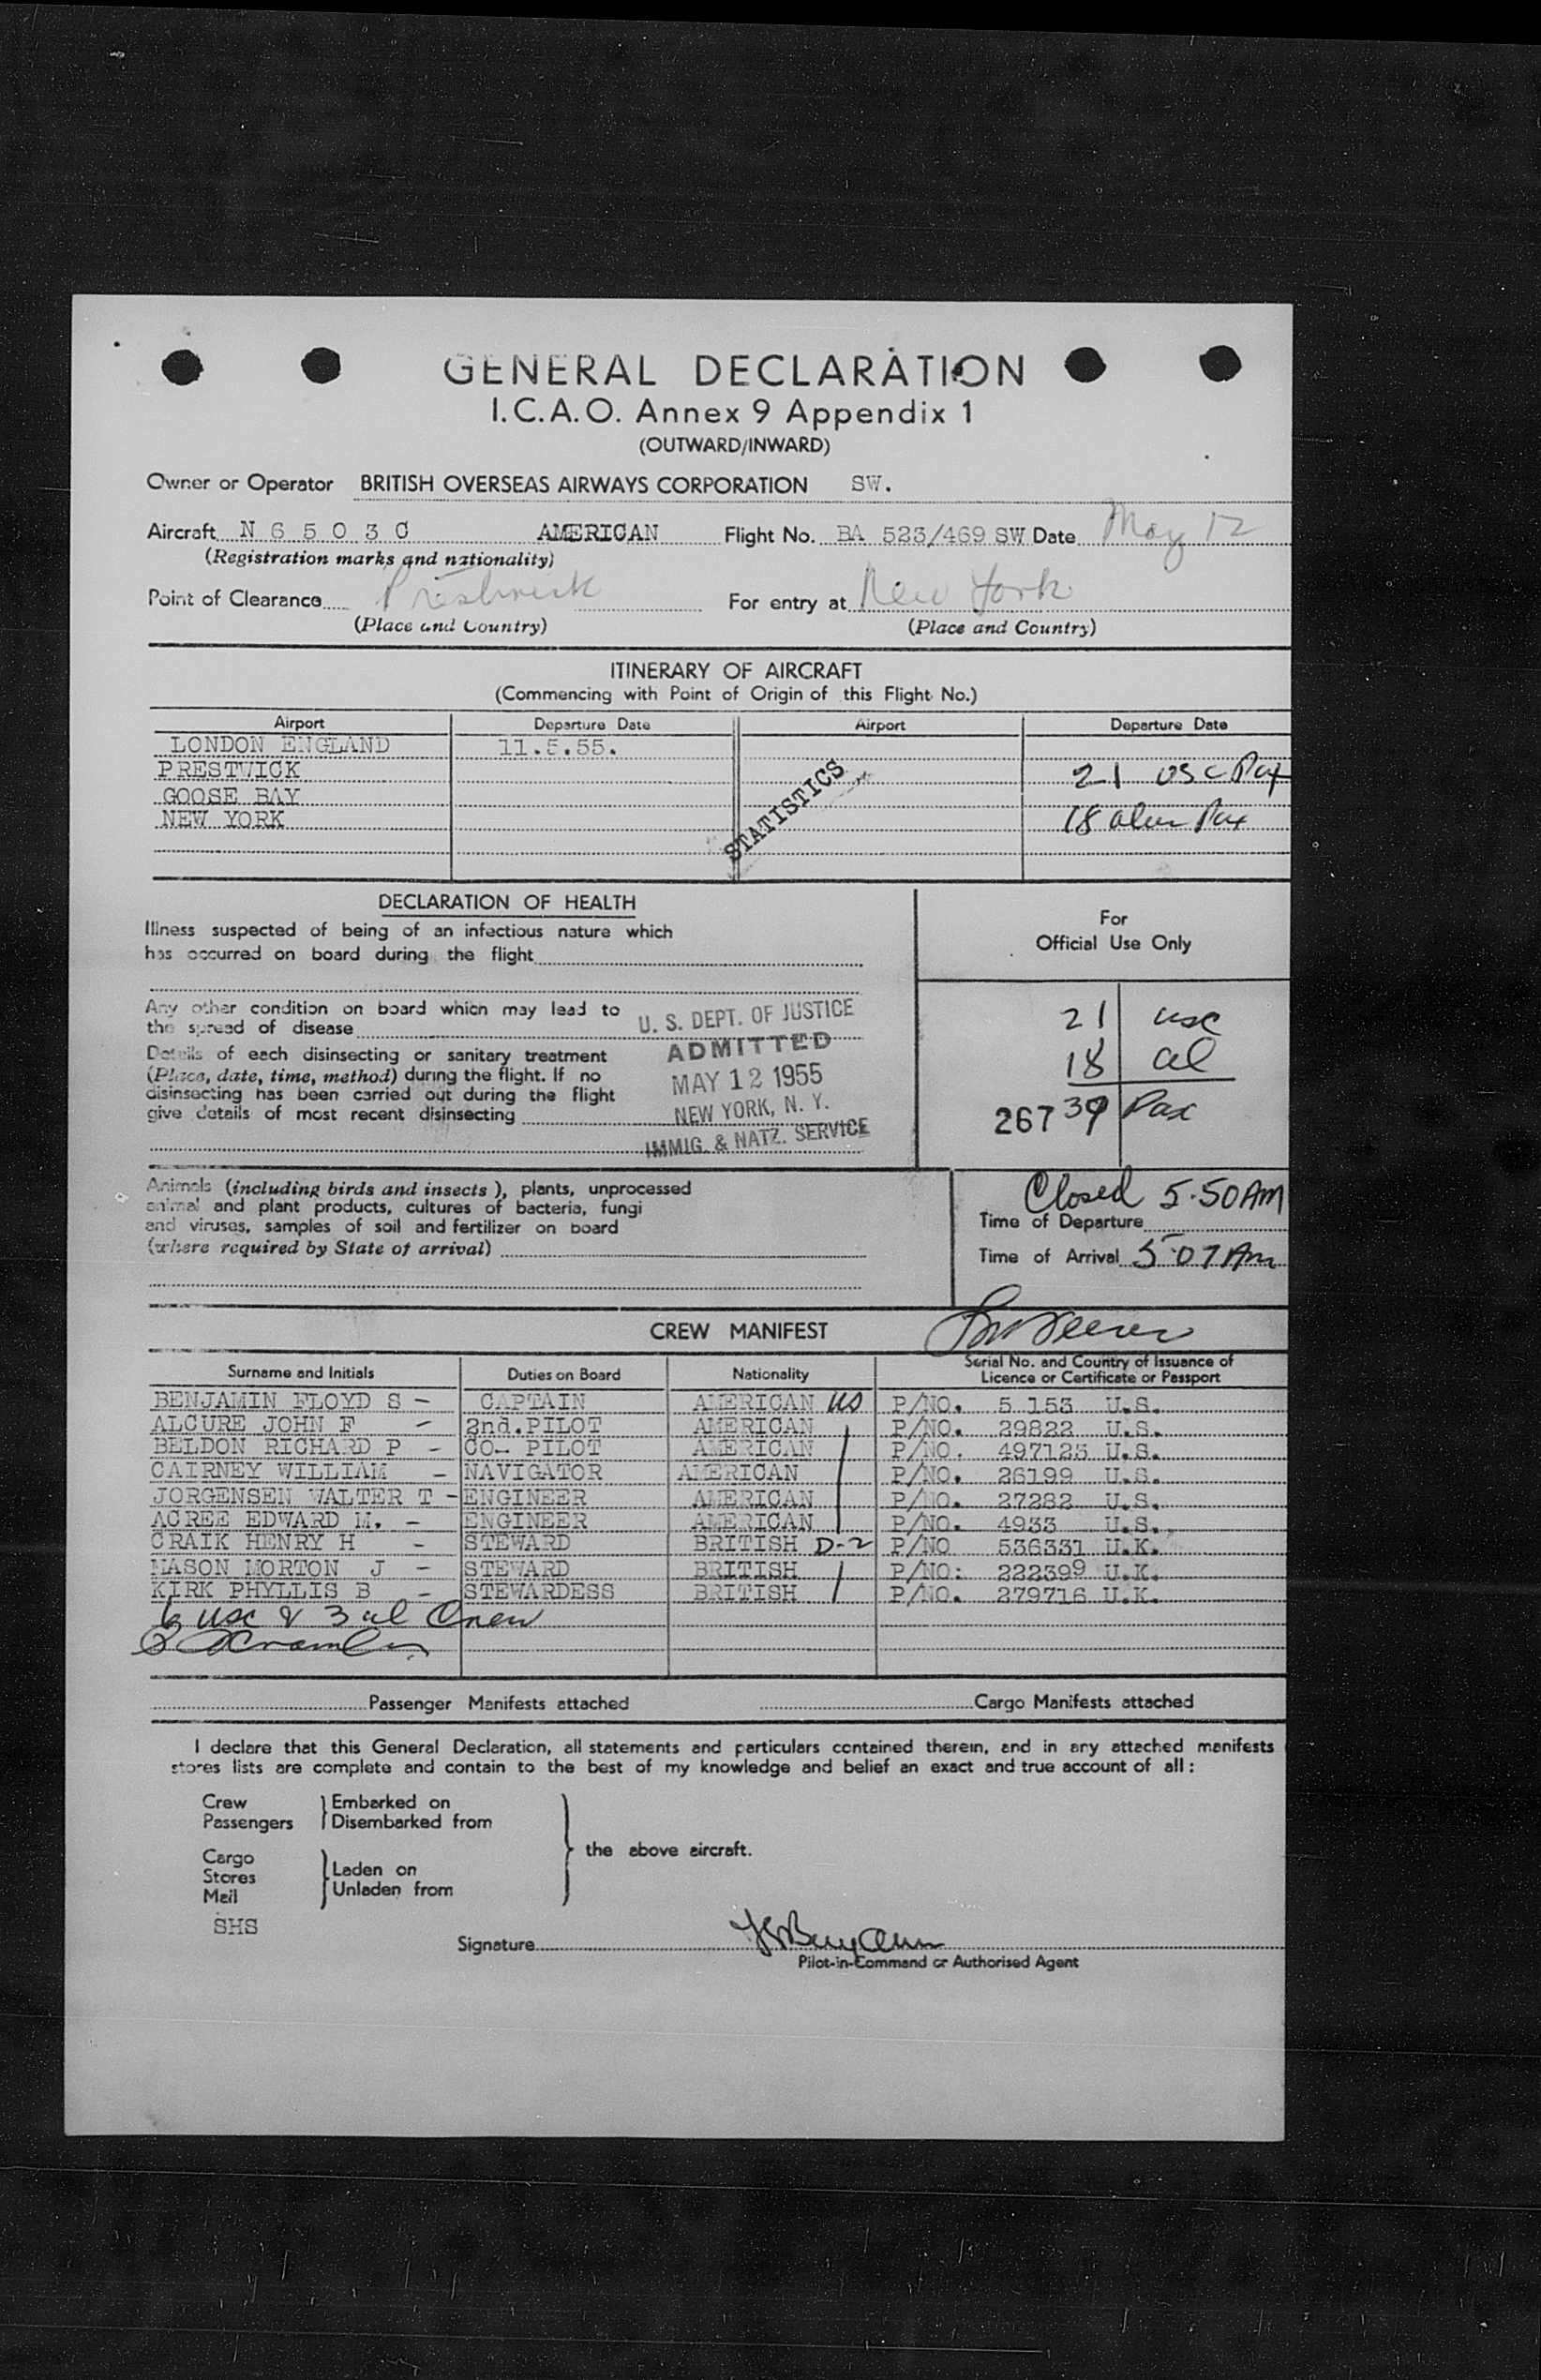 GENERAL DECLARATION
I.C.A.O. Annex 9 Appendix 1
(OUTWARD/INWARD)
Owner or Operator BRITISH OVERSEAS AIRWAYS CORPORATION SW.
Aircraft N 6 5 0 3 C AMERICAN Flight No. BA 523/469 SW Date May 12
(Registration marks and nationality)
Point of Clearance Prestwick For entry at New York
(Place and Country) (Place and Country)
ITINERARY OF AIRCRAFT
(Commencing with Point of Origin of this Flight No.)
Airport Departure Date Airport Departure Date
LONDON ENGLAND 11.5.55.
PRESTWICK 21 USC Pax
GOOSE BAY
NEW YORK 18 alien Pax
STATISTICS
DECLARATION OF HEALTH
Illness suspected of being of an infectious nature which
has occurred on board during the flight
For
Official Use Only
Any other condition on board which may lead to
the spread of disease
Details of each disinsecting or sanitary treatment
(Place, date, time, method) during the flight. If no
disinsecting has been carried out during the flight
give details of most recent disinsecting
U. S. DEPT. OF JUSTICE
ADMITTED
MAY 12 1955
NEW YORK, N. Y.
IMMIG. & NATZ. SERVICE
21 usc
18 al
267 39 Pax
Animals (including birds and insects), plants, unprocessed
animal and plant products, cultures of bacteria, fungi
and viruses, samples of soil and fertilizer on board
(where required by State of arrival)
Closed 5.50 AM
Time of Departure
Time of Arrival 5:07 Am
CREW MANIFEST
Surname and Initials Duties on Board Nationality Serial No. and Country of Issuance of
Licence or Certificate or Passport
BENJAMIN FLOYD S - CAPTAIN AMERICAN US P/NO. 5 153 U.S.
ALCURE JOHN F - 2nd.PILOT AMERICAN P/NO. 29822 U.S.
BELDON RICHARD P - CO- PILOT AMERICAN P/NO. 497125 U.S.
CAIRNEY WILLIAM - NAVIGATOR AMERICAN P/NO. 26199 U.S.
JORGENSEN WALTER T - ENGINEER AMERICAN P/NO. 27282 U.S.
ACREE EDWARD M. - ENGINEER AMERICAN P/NO. 4933 U.S.
CRAIK HENRY H - STEWARD BRITISH D-2 P/NO 536331 U.K.
MASON MORTON J - STEWARD BRITISH P/NO: 222399 U.K.
KIRK PHYLLIS B - STEWARDESS BRITISH P/NO. 279716 U.K.
6 usc & 3 al Crew
Passenger Manifests attached Cargo Manifests attached
I declare that this General Declaration, all statements and particulars contained therein, and in any attached manifests
stores lists are complete and contain to the best of my knowledge and belief an exact and true account of all:
Crew
Passengers
Embarked on
Disembarked from
Cargo
Stores
Mail
Laden on
Unladen from
the above aircraft.
SHS
Signature
Pilot-in-Command or Authorised Agent